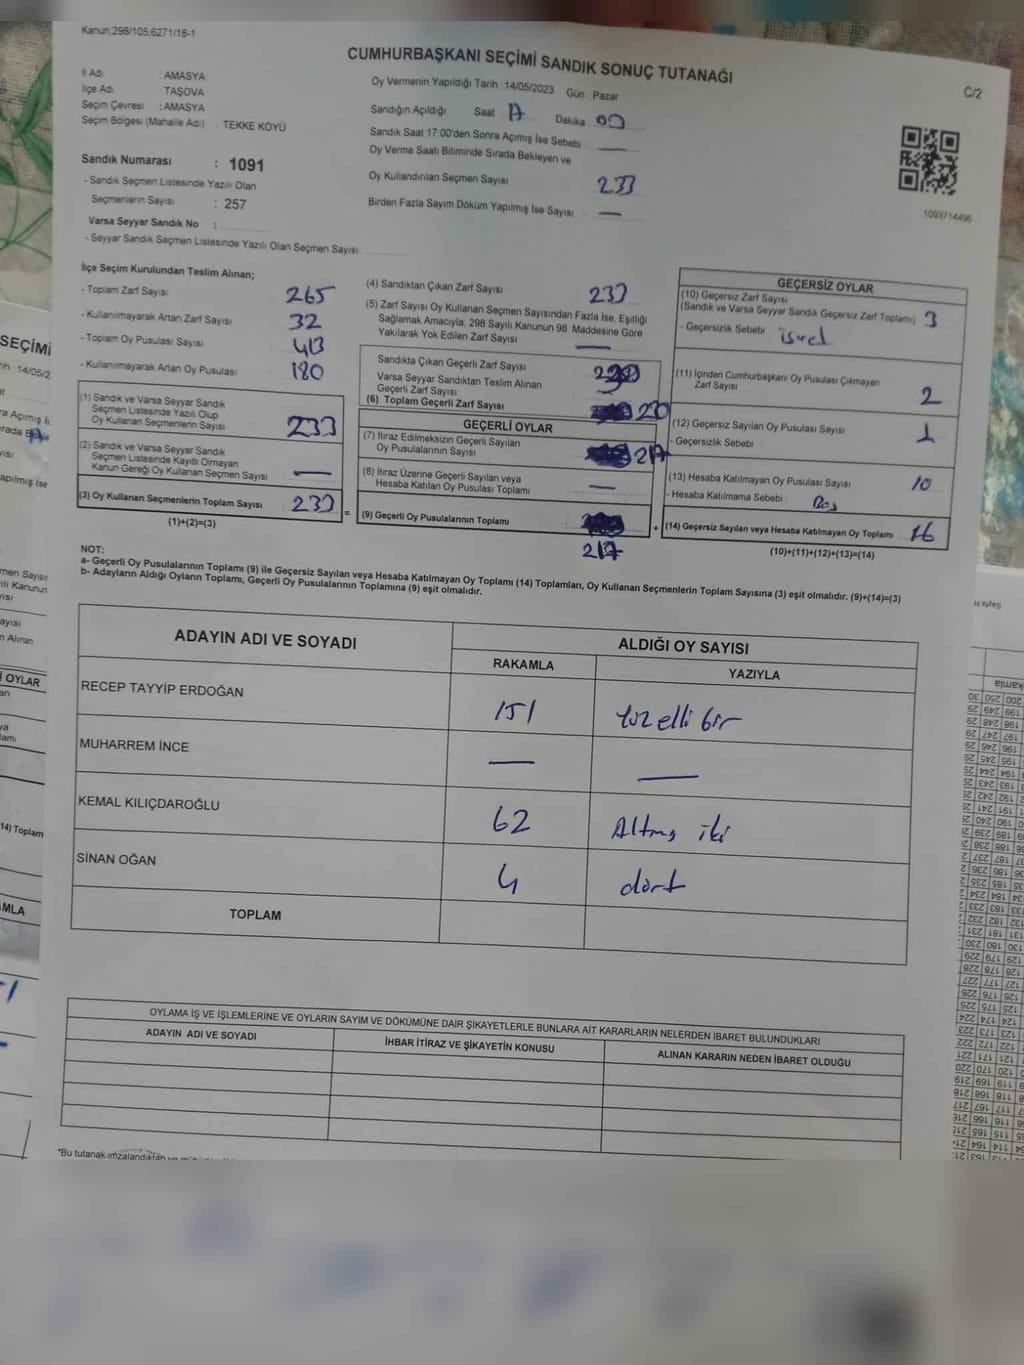 Kanun.298/105,6271/18-1
CUMHURBAŞKANI SEÇİMİ SANDIK SONUÇ TUTANAĞI
C/2
İl Adı : AMASYA
İlçe Adı : TAŞOVA
Seçim Çevresi : AMASYA
Seçim Bölgesi (Mahalle Adı) : TEKKE KÖYÜ
Sandık Numarası : 1091
- Sandık Seçmen Listesinde Yazılı Olan
Seçmenlerin Sayısı : 257
Varsa Seyyar Sandık No :
- Seyyar Sandık Seçmen Listesinde Yazılı Olan Seçmen Sayısı
Oy Vermenin Yapıldığı Tarih :14/05/2023 Gün : Pazar
Sandığın Açıldığı Saat 17 Dakika 00
Sandık Saat 17:00'den Sonra Açımış İse Sebebi —
Oy Verme Saati Bitiminde Sırada Bekleyen ve
Oy Kullandırılan Seçmen Sayısı 233
Birden Fazla Sayım Döküm Yapılmış İse Sayısı —
1093714496
İlçe Seçim Kurulundan Teslim Alınan;
- Toplam Zarf Sayısı 265
- Kullanılmayarak Artan Zarf Sayısı 32
- Toplam Oy Pusulası Sayısı 413
- Kullanılmayarak Artan Oy Pusulası 180
(1) Sandık ve Varsa Seyyar Sandık
Seçmen Listesinde Yazılı Olup
Oy Kullanan Seçmenlerin Sayısı 233
(2) Sandık ve Varsa Seyyar Sandık
Seçmen Listesinde Kayıtlı Olmayan
Kanun Gereği Oy Kullanan Seçmen Sayısı —
(3) Oy Kullanan Seçmenlerin Toplam Sayısı 233
(1)+(2)=(3)
(4) Sandıktan Çıkan Zarf Sayısı 233
(5) Zarf Sayısı Oy Kullanan Seçmen Sayısından Fazla İse, Eşitliği
Sağlamak Amacıyla, 298 Sayılı Kanunun 98. Maddesine Göre
Yakılarak Yok Edilen Zarf Sayısı —
Sandıkta Çıkan Geçerli Zarf Sayısı
Varsa Seyyar Sandıktan Teslim Alınan
Geçerli Zarf Sayısı —
(6) Toplam Geçerli Zarf Sayısı 230
GEÇERLİ OYLAR
(7) İtiraz Edilmeksizin Geçerli Sayılan
Oy Pusulalarının Sayısı 217
(8) İtiraz Üzerine Geçerli Sayılan veya
Hesaba Katılan Oy Pusulası Toplamı —
(9) Geçerli Oy Pusulalarının Toplamı
217
GEÇERSİZ OYLAR
(10) Geçersiz Zarf Sayısı
(Sandık ve Varsa Seyyar Sandık Geçersiz Zarf Toplamı) 3
- Geçersizlik Sebebi
(11) İçinden Cumhurbaşkanı Oy Pusulası Çıkmayan
Zarf Sayısı 2
(12) Geçersiz Sayılan Oy Pusulası Sayısı 1
- Geçersizlik Sebebi
(13) Hesaba Katılmayan Oy Pusulası Sayısı 10
- Hesaba Katılmama Sebebi Boş
(14) Geçersiz Sayılan veya Hesaba Katılmayan Oy Toplamı 16
(10)+(11)+(12)+(13)=(14)
NOT:
a- Geçerli Oy Pusulalarının Toplamı (9) ile Geçersiz Sayılan veya Hesaba Katılmayan Oy Toplamı (14) Toplamları, Oy Kullanan Seçmenlerin Toplam Sayısına (3) eşit olmalıdır. (9)+(14)=(3)
b- Adayların Aldığı Oyların Toplamı, Geçerli Oy Pusulalarının Toplamına (9) eşit olmalıdır.
ADAYIN ADI VE SOYADI ALDIĞI OY SAYISI
RAKAMLA YAZIYLA
RECEP TAYYİP ERDOĞAN 151 Yüzelli bir
MUHARREM İNCE — —
KEMAL KILIÇDAROĞLU 62 Altmış iki
SİNAN OĞAN 4 dört
TOPLAM
OYLAMA İŞ VE İŞLEMLERİNE VE OYLARIN SAYIM VE DÖKÜMÜNE DAİR ŞİKAYETLERLE BUNLARA AİT KARARLARIN NELERDEN İBARET BULUNDUKLARI
ADAYIN ADI VE SOYADI İHBAR İTİRAZ VE ŞİKAYETİN KONUSU ALINAN KARARIN NEDEN İBARET OLDUĞU
*Bu tutanak imzalandıktan